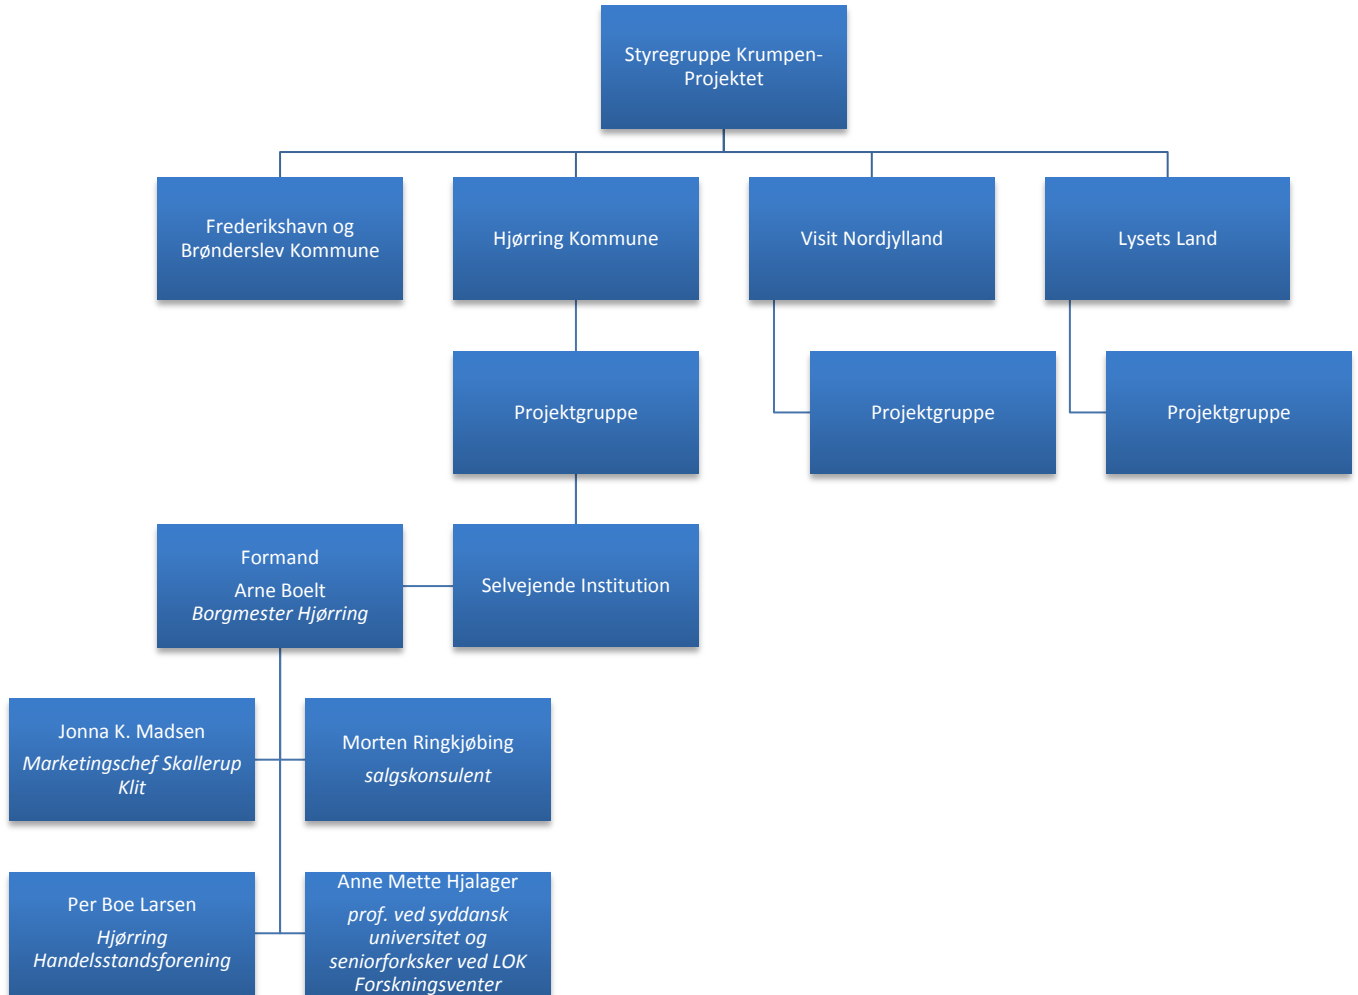 Styregruppe Krumpen-
Projektet
Frederikshavn og
Brønderslev Kommune
Hjørring Kommune
Visit Nordjylland
Lysets Land
Projektgruppe
Projektgruppe
Projektgruppe
Formand
Arne Boelt
Borgmester Hjørring
Selvejende Institution
Jonna K. Madsen
Marketingschef Skallerup
Klit
Morten Ringkjøbing
salgskonsulent
Per Boe Larsen
Hjørring
Handelsstandsforening
Anne Mette Hjalager
prof. ved syddansk
universitet og
seniorforksker ved LOK
Forskningsventer